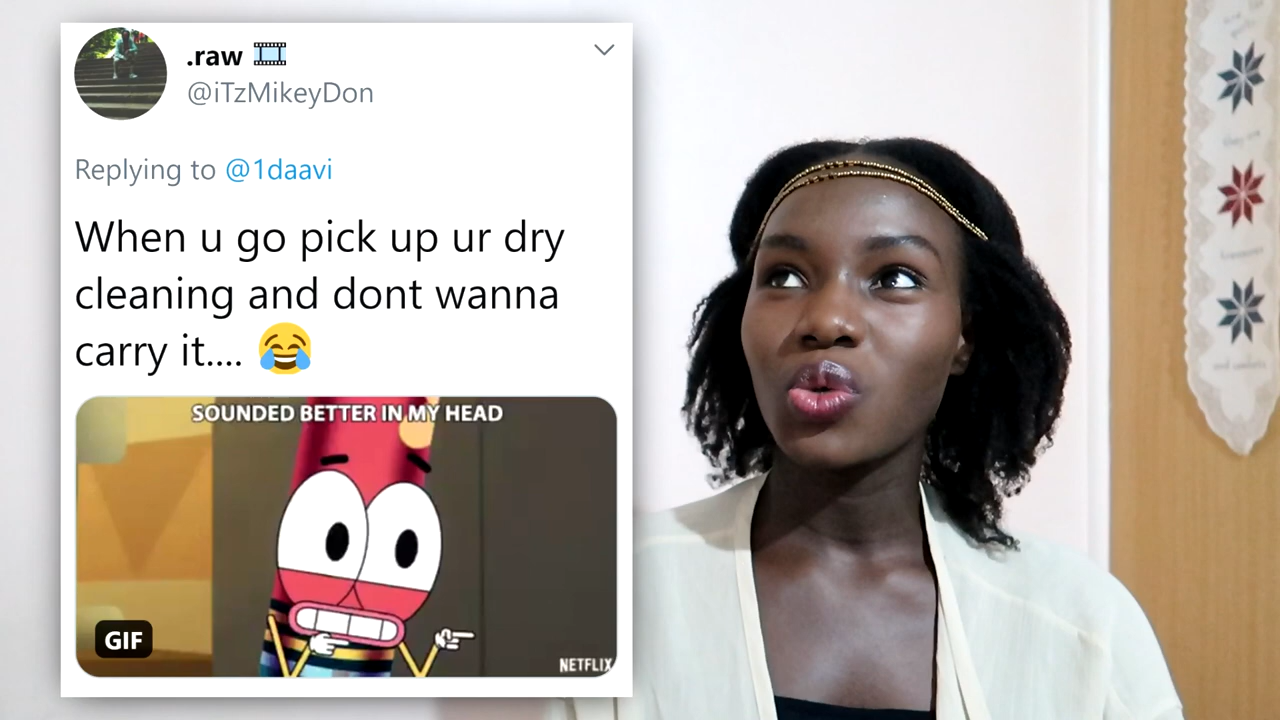 .raw 🎞️
@iTzMikeyDon
Replying to @1daavi
When u go pick up ur dry
cleaning and dont wanna
carry it.... 😂
SOUNDED BETTER IN MY HEAD
GIF
NETFLIX